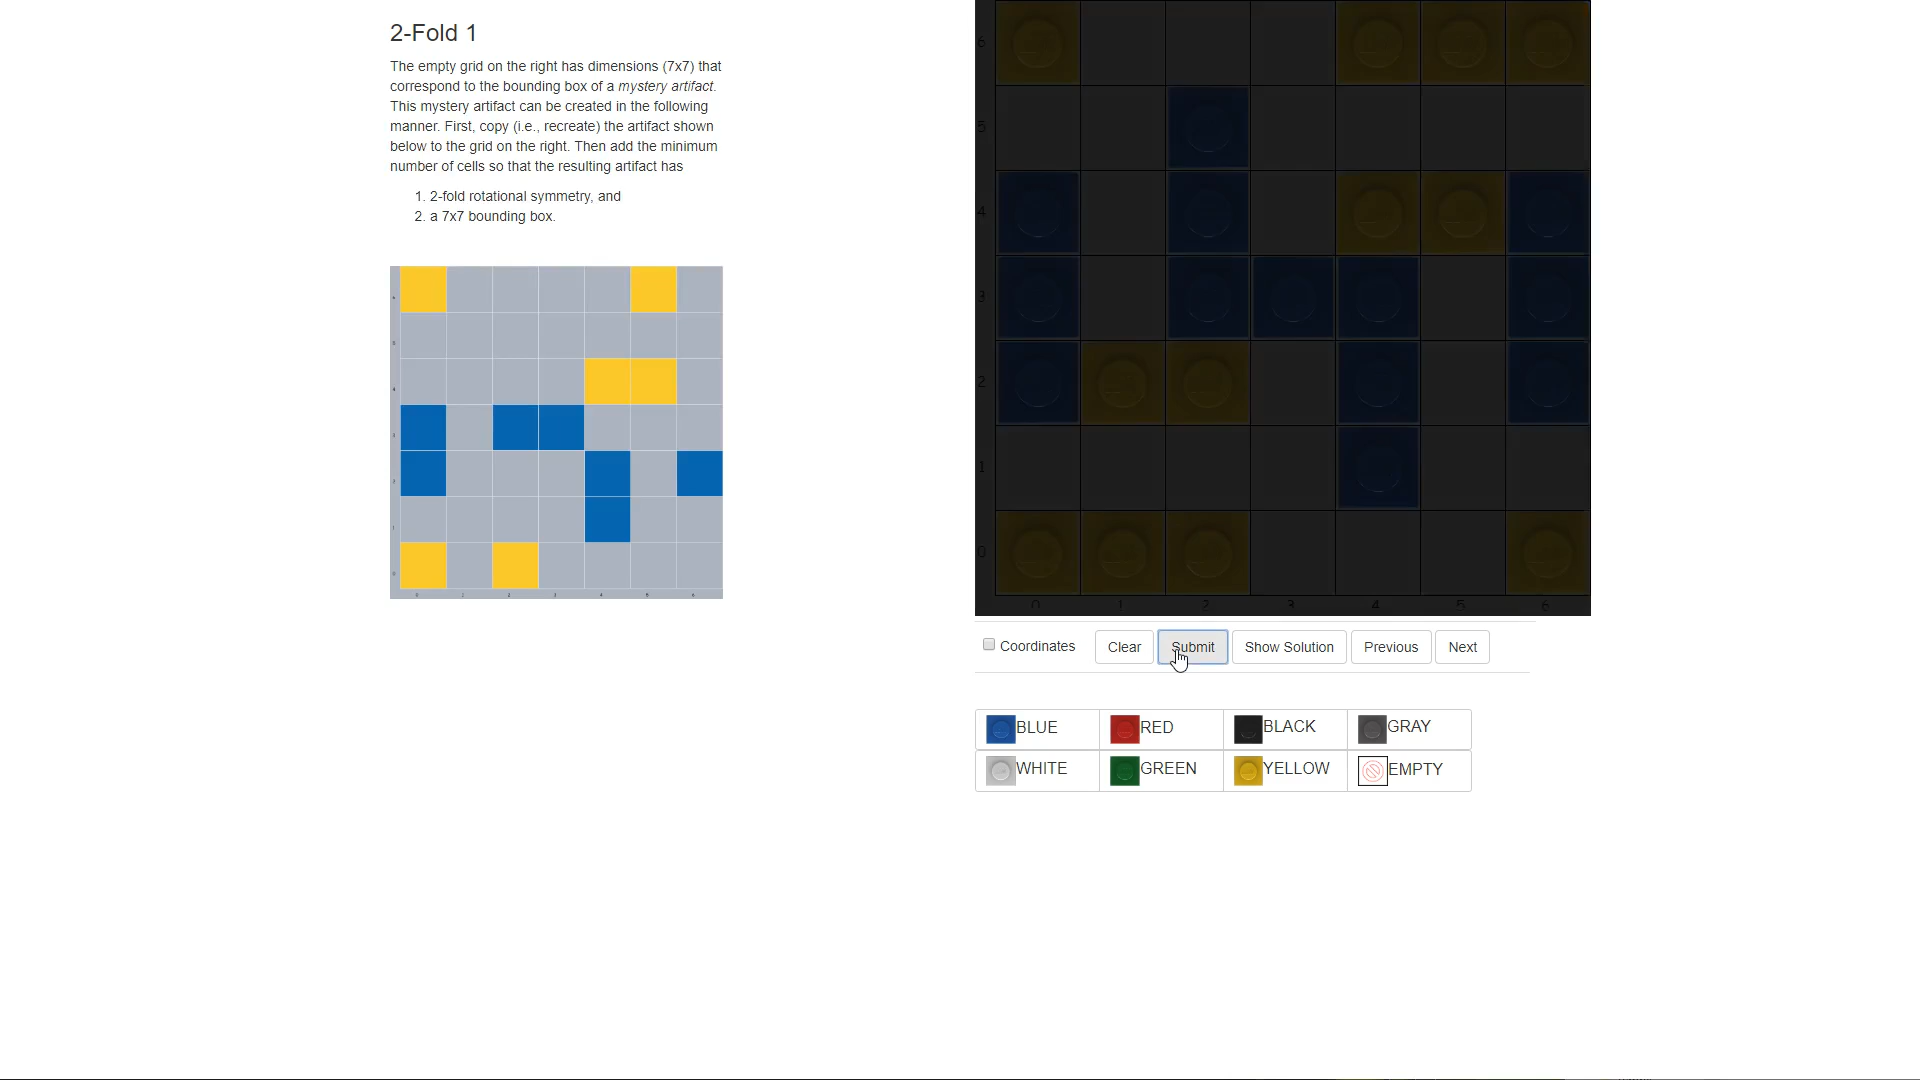 2-Fold 1
The empty grid on the right has dimensions (7x7) that
correspond to the bounding box of a mystery artifact.
This mystery artifact can be created in the following
manner. First, copy (i.e., recreate) the artifact shown
below to the grid on the right. Then add the minimum
number of cells so that the resulting artifact has
1. 2-fold rotational symmetry, and
2. a 7x7 bounding box.
6
5
4
3
2
1
0
0 1 2 3 4 5 6
Coordinates Clear Submit Show Solution Previous Next
BLUE RED BLACK GRAY
WHITE GREEN YELLOW EMPTY